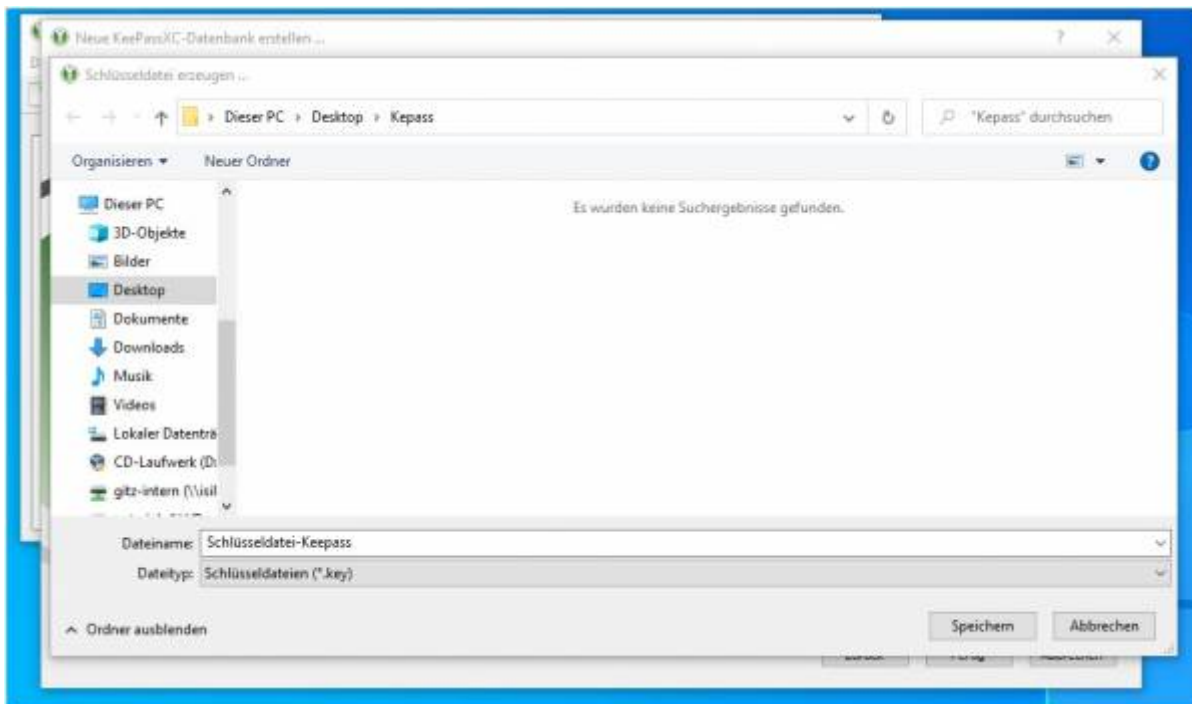 Neue KeePassXC-Datenbank erstellen ...
Schlüsseldatei erzeugen ...
Dieser PC › Desktop › Kepass
"Kepass" durchsuchen
Organisieren
Neuer Ordner
Es wurden keine Suchergebnisse gefunden.
Dieser PC
3D-Objekte
Bilder
Desktop
Dokumente
Downloads
Musik
Videos
Lokaler Datenträ
CD-Laufwerk (D:
gitz-intern (\\isil
Dateiname: Schlüsseldatei-Keepass
Dateityp: Schlüsseldateien (*.key)
Ordner ausblenden
Speichern
Abbrechen